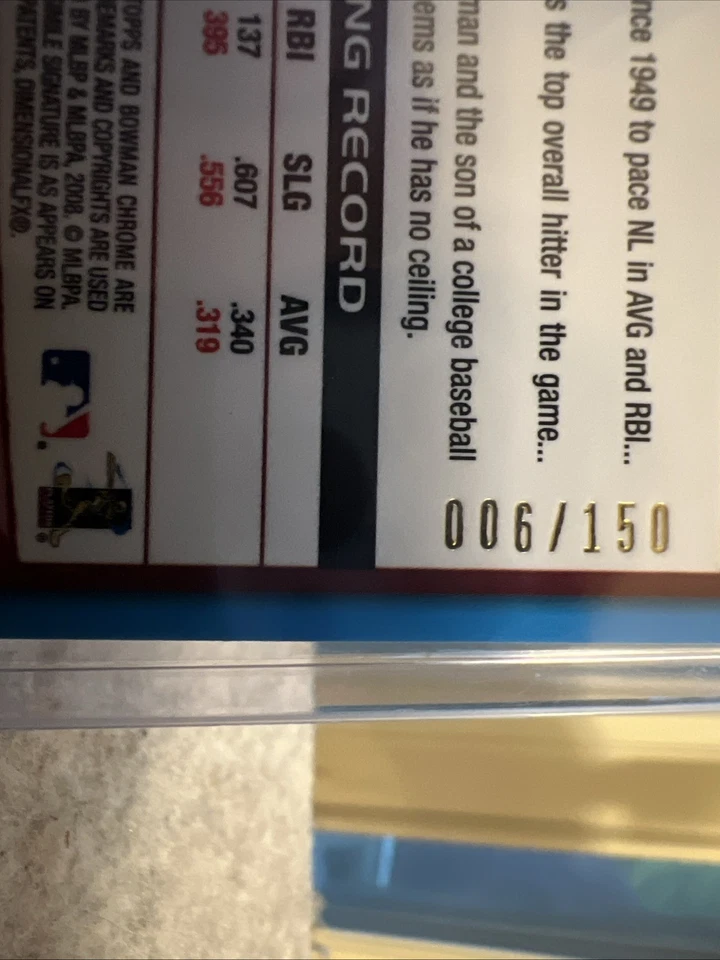 nce 1949 to pace NL in AVG and RBI...
s the top overall hitter in the game...
man and the son of a college baseball
ems as if he has no ceiling.
006/150
NG RECORD
RBI SLG AVG
137 .607 .340
395 .556 .319
TOPPS AND BOWMAN CHROME ARE
EMARKS AND COPYRIGHTS ARE USED
BY MLBP & MLBPA, 2008. © MLBPA.
SIGNATURE IS AS APPEARS ON
PATENTS, DIMENSIONALFX®.